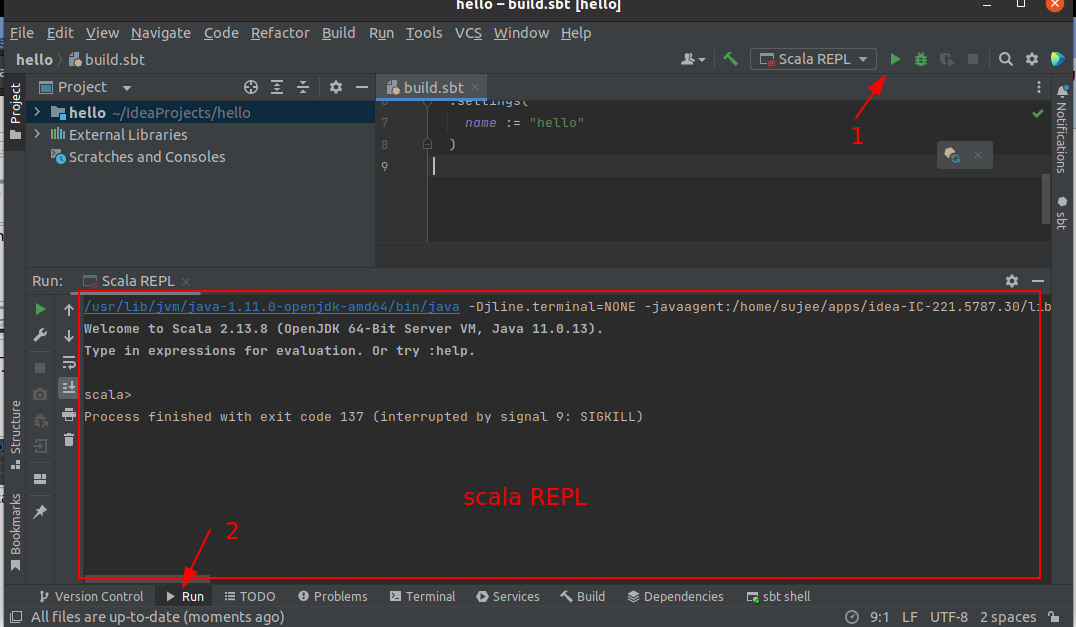 hello – build.sbt [hello]
File Edit View Navigate Code Refactor Build Run Tools VCS Window Help
hello build.sbt
Scala REPL
Project
build.sbt
hello ~/IdeaProjects/hello
External Libraries
Scratches and Consoles
6 .settings(
7 name := "hello"
8 )
9
1
Project
Notifications
sbt
Run: Scala REPL
/usr/lib/jvm/java-1.11.0-openjdk-amd64/bin/java -Djline.terminal=NONE -javaagent:/home/sujee/apps/idea-IC-221.5787.30/lib
Welcome to Scala 2.13.8 (OpenJDK 64-Bit Server VM, Java 11.0.13).
Type in expressions for evaluation. Or try :help.
scala>
Process finished with exit code 137 (interrupted by signal 9: SIGKILL)
scala REPL
2
Structure
Bookmarks
Version Control Run TODO Problems Terminal Services Build Dependencies sbt shell
All files are up-to-date (moments ago)
9:1 LF UTF-8 2 spaces